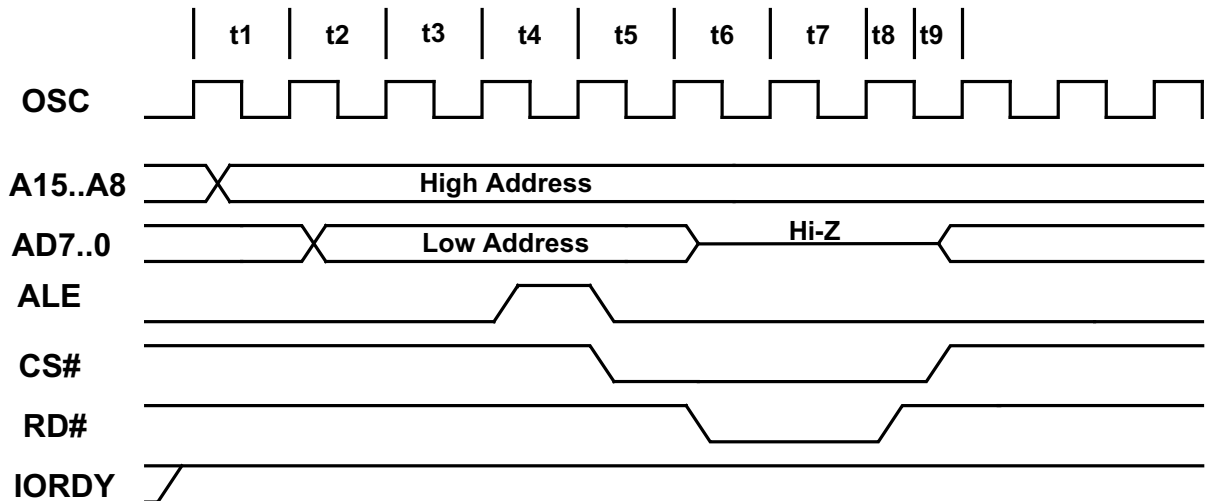 t1 t2 t3 t4 t5 t6 t7 t8 t9
OSC
A15..A8 High Address
AD7..0 Low Address Hi-Z
ALE
CS#
RD#
IORDY